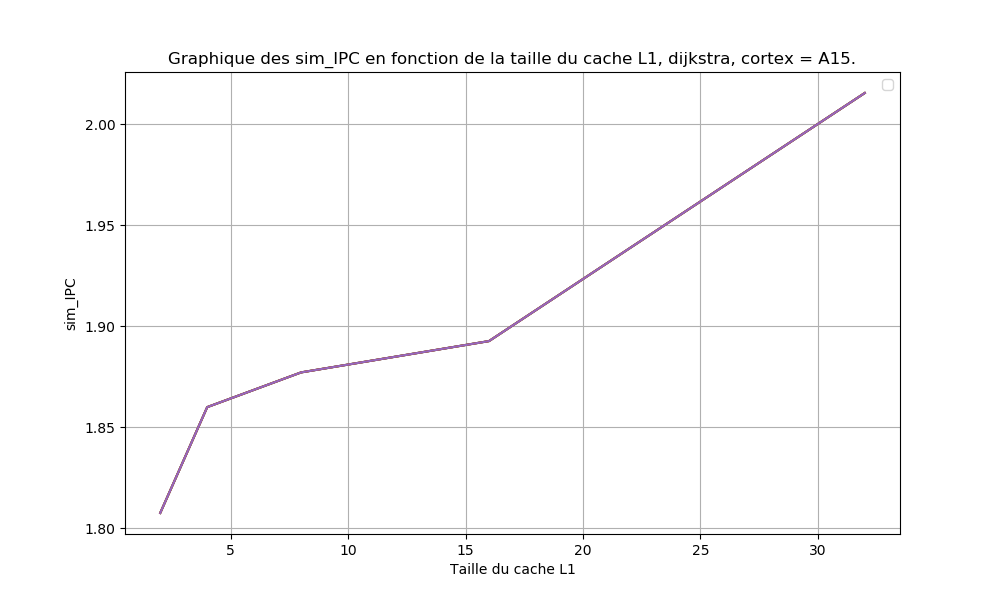 Graphique des sim_IPC en fonction de la taille du cache L1, dijkstra, cortex = A15.
2.00
1.95
1.90
1.85
1.80
sim_IPC
5 10 15 20 25 30
Taille du cache L1